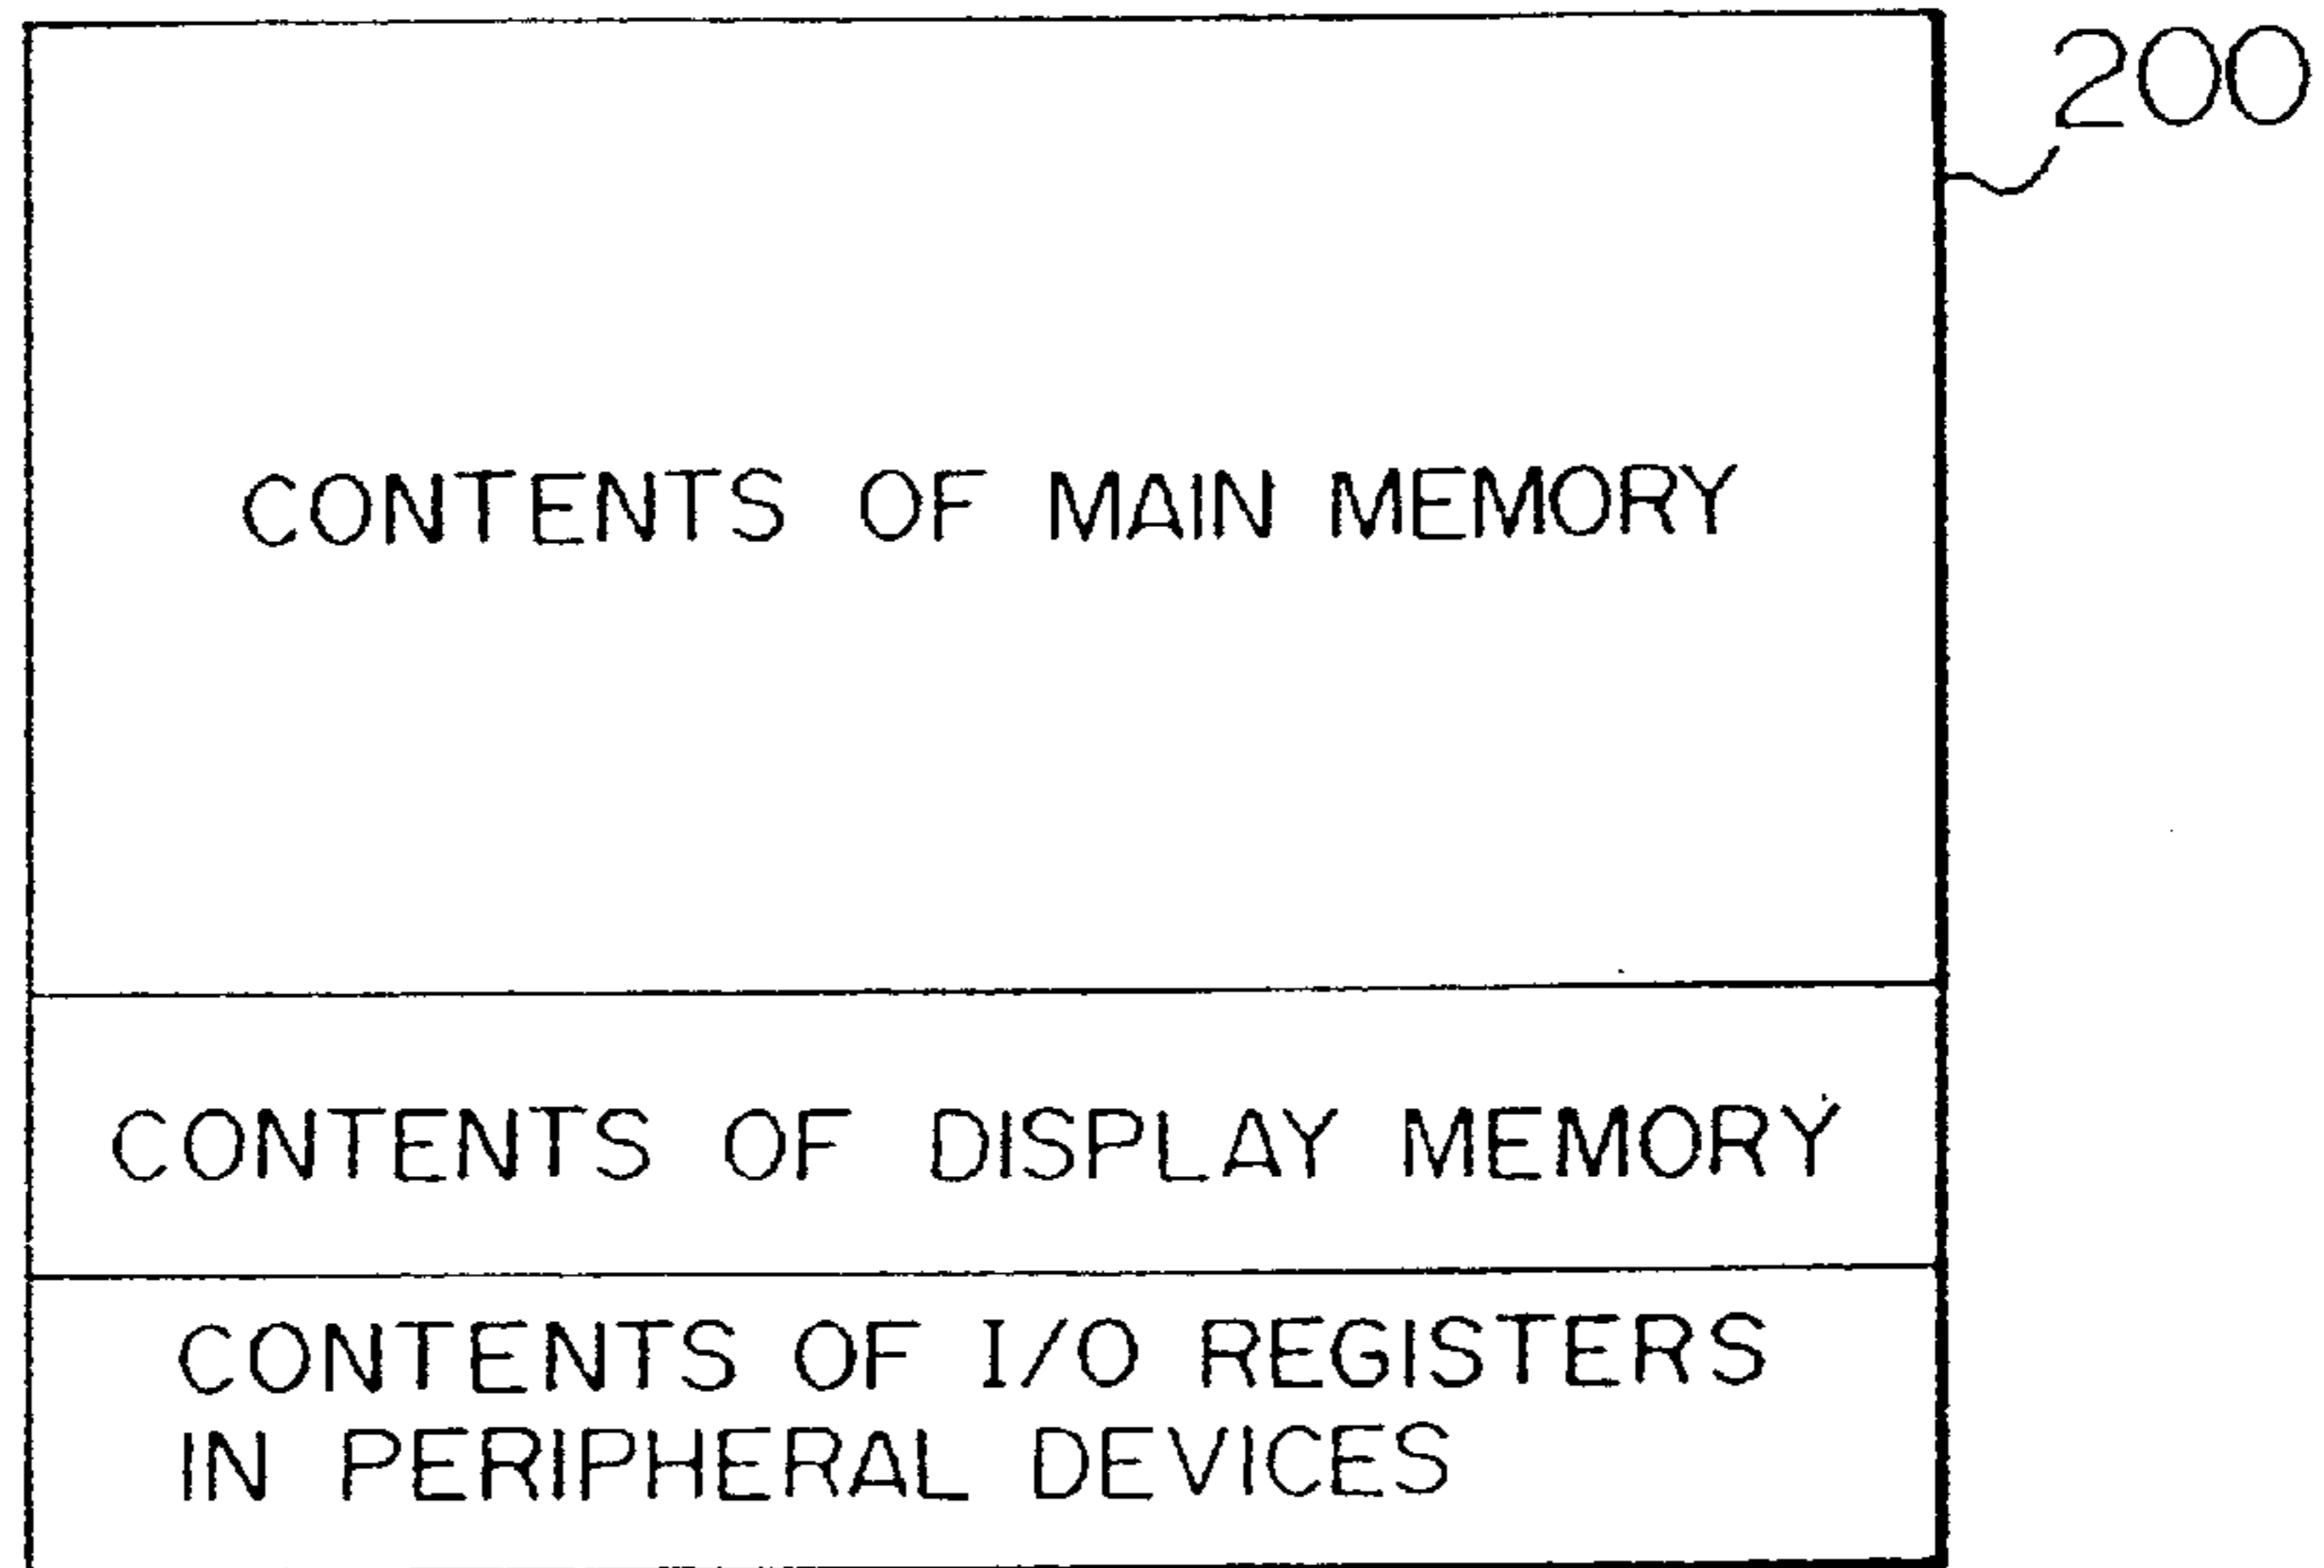 200
CONTENTS OF MAIN MEMORY
CONTENTS OF DISPLAY MEMORY
CONTENTS OF I/O REGISTERS
IN PERIPHERAL DEVICES